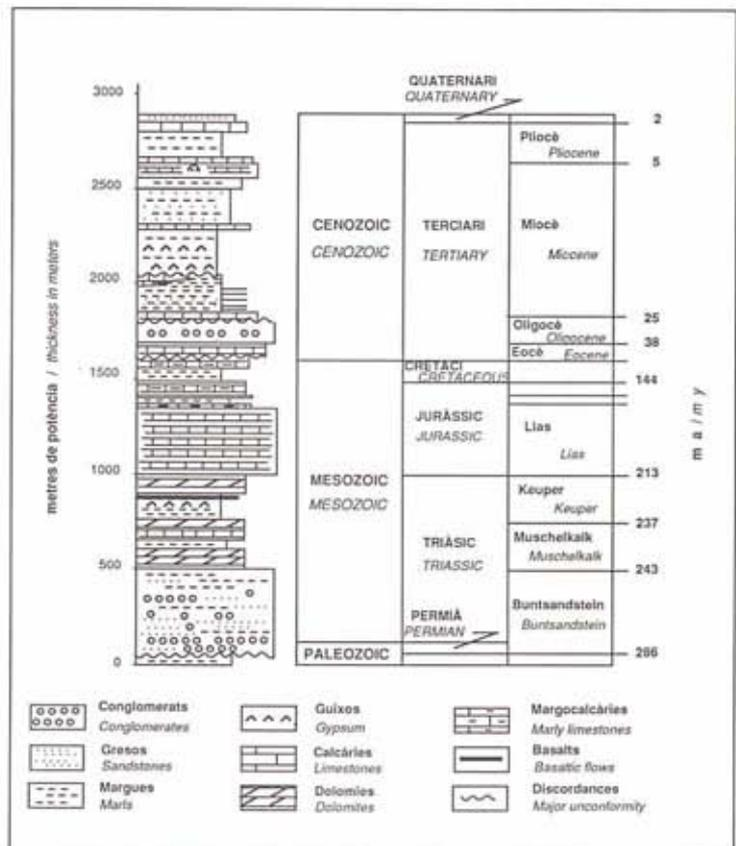 metres de potència / thickness in meters
3000
2500
2000
1500
1000
500
0
QUATERNARI
QUATERNARY
CENOZOIC
CENOZOIC
TERCIARI
TERTIARY
Pliocè
Pliocene
Miocè
Miocene
Oligocè
Oligocene
Eocè
Eocene
CRETACI
CRETACEOUS
MESOZOIC
MESOZOIC
JURÀSSIC
JURASSIC
Lias
Lias
TRIÀSIC
TRIASSIC
Keuper
Keuper
Muschelkalk
Muschelkalk
Buntsandstein
Buntsandstein
PERMIÀ
PERMIAN
PALEOZOIC
2
5
25
38
144
213
237
243
286
m a / m y
Conglomerats
Conglomerates
Guixos
Gypsum
Margocalcàries
Marly limestones
Gresos
Sandstones
Calcàries
Limestones
Basalts
Basaltic flows
Margues
Marls
Dolomies
Dolomites
Discordances
Major unconformity